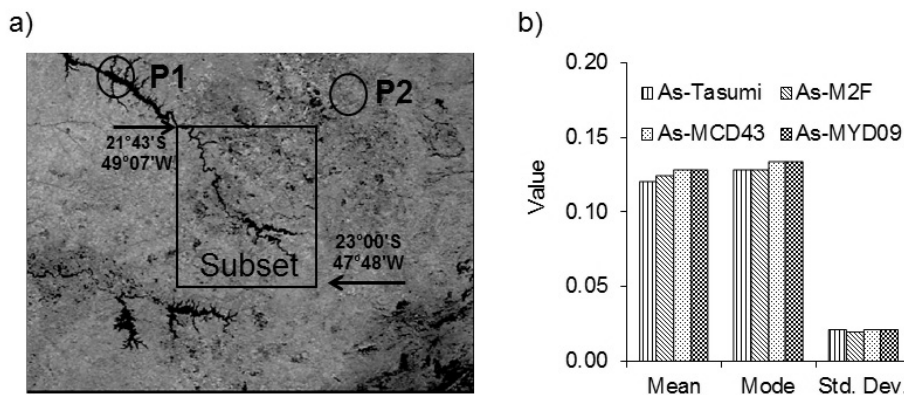 a)
P1
P2
21°43'S
49°07'W
23°00'S
47°48'W
Subset
b)
Value
0.20
0.15
0.10
0.05
0.00
As-Tasumi
As-M2F
As-MCD43
As-MYD09
Mean Mode Std. Dev.